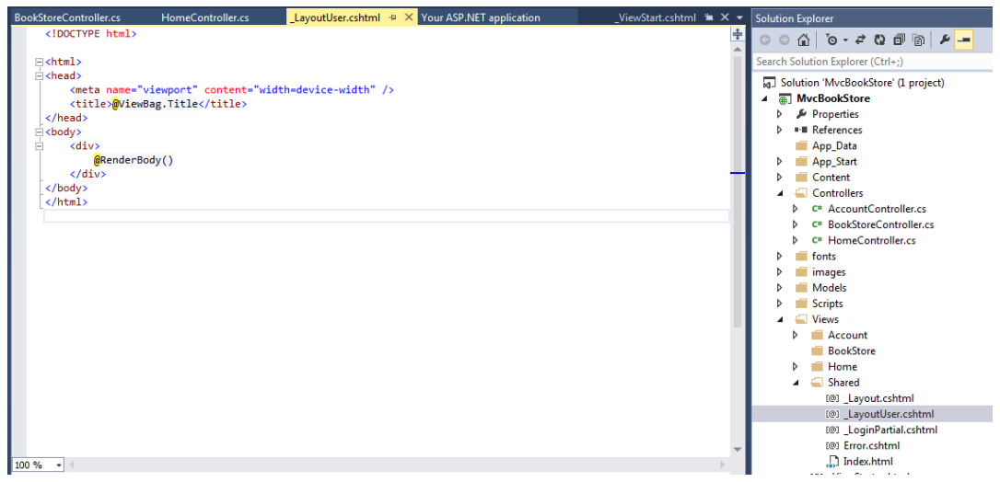 BookStoreController.cs HomeController.cs _LayoutUser.cshtml Your ASP.NET application _ViewStart.cshtml
<!DOCTYPE html>
<html>
<head>
<meta name="viewport" content="width=device-width" />
<title>@ViewBag.Title</title>
</head>
<body>
<div>
@RenderBody()
</div>
</body>
</html>
100 %
Solution Explorer
Search Solution Explorer (Ctrl+;)
Solution 'MvcBookStore' (1 project)
MvcBookStore
Properties
References
App_Data
App_Start
Content
Controllers
C# AccountController.cs
C# BookStoreController.cs
C# HomeController.cs
fonts
images
Models
Scripts
Views
Account
BookStore
Home
Shared
[@] _Layout.cshtml
[@] _LayoutUser.cshtml
[@] _LoginPartial.cshtml
[@] Error.cshtml
Index.html